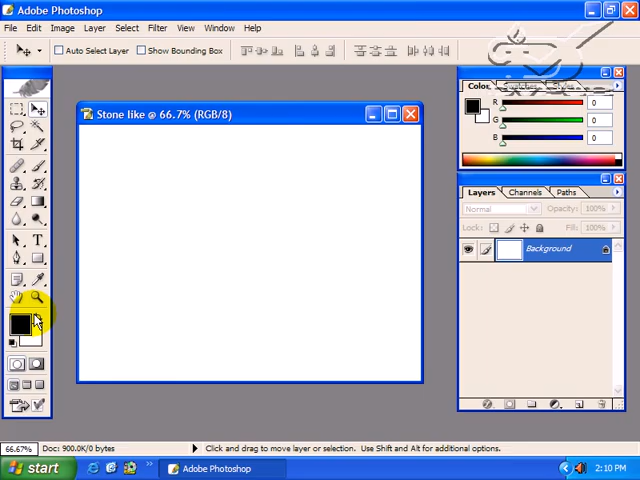 Adobe Photoshop
File Edit Image Layer Select Filter View Window Help
Auto Select Layer Show Bounding Box
Stone like @ 66.7% (RGB/8)
Color
R 0
G 0
B 0
Layers Channels Paths
Normal Opacity: 100%
Lock: Fill: 100%
Background
T
66.67% Doc: 900.0K/0 bytes Click and drag to move layer or selection. Use Shift and Alt for additional options.
start Adobe Photoshop 2:10 PM